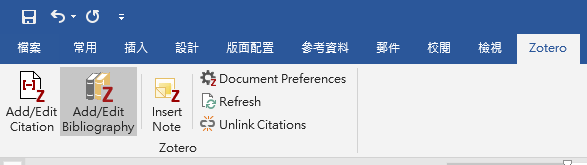 檔案 常用 插入 設計 版面配置 參考資料 郵件 校閱 檢視 Zotero
Add/Edit Citation
Add/Edit Bibliography
Insert Note
Document Preferences
Refresh
Unlink Citations
Zotero